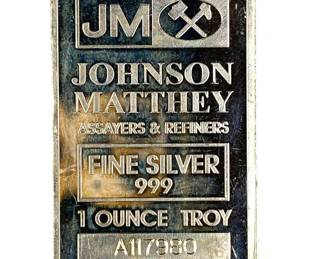 JM
JOHNSON
MATTHEY
ASSAYERS & REFINERS
FINE SILVER
999
1 OUNCE TROY
A117980